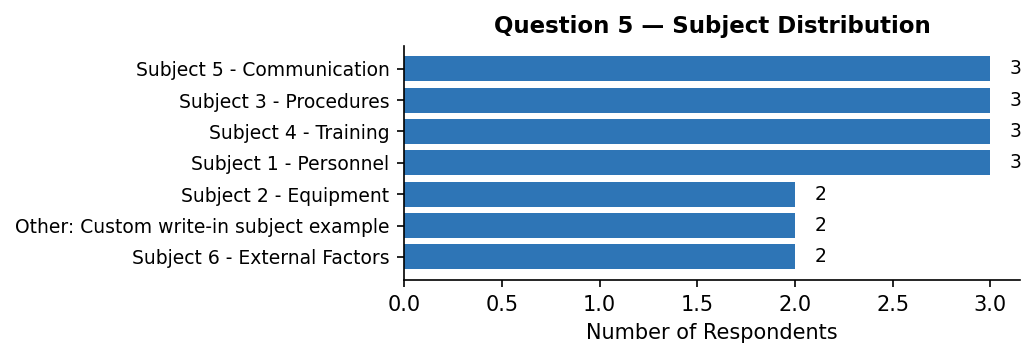 Question 5 — Subject Distribution
Subject 5 - Communication 3
Subject 3 - Procedures 3
Subject 4 - Training 3
Subject 1 - Personnel 3
Subject 2 - Equipment 2
Other: Custom write-in subject example 2
Subject 6 - External Factors 2
0.0 0.5 1.0 1.5 2.0 2.5 3.0
Number of Respondents